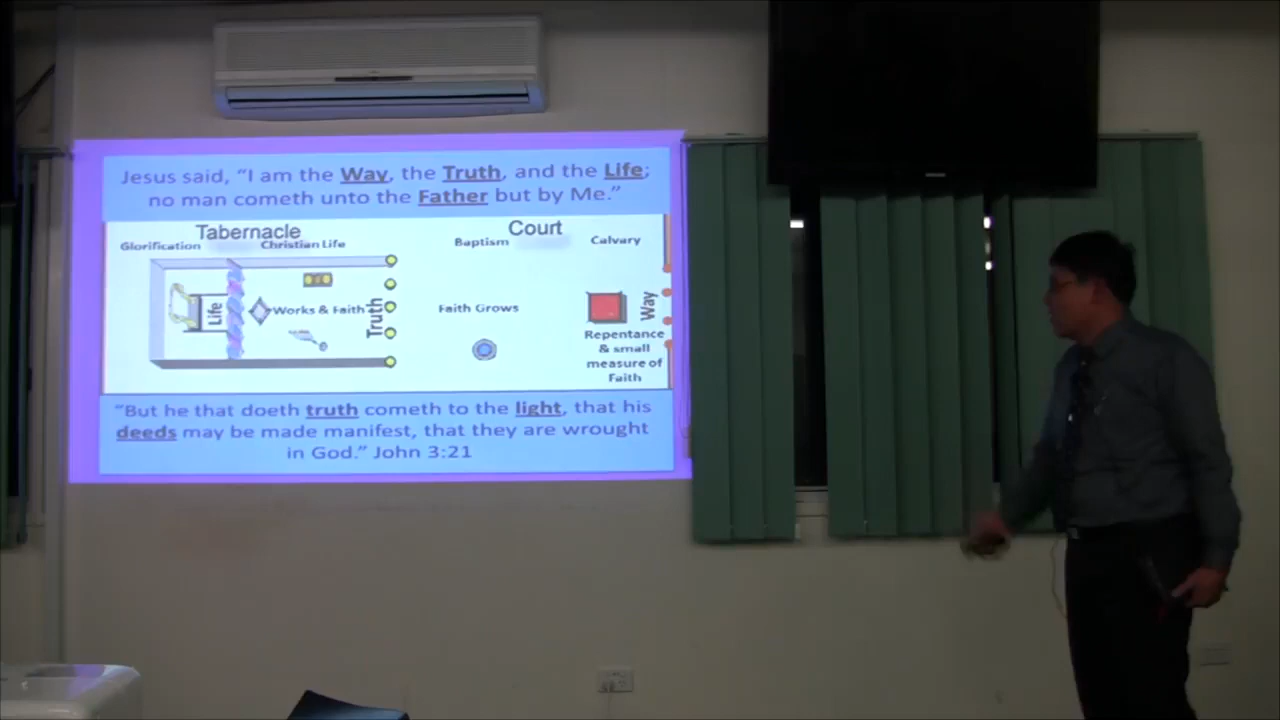 Jesus said, "I am the Way, the Truth, and the Life;
no man cometh unto the Father but by Me."
Tabernacle
Court
Glorification
Christian Life
Baptism
Calvary
Life
Works & Faith
Truth
Faith Grows
Way
Repentance
& small
measure of
Faith
"But he that doeth truth cometh to the light, that his
deeds may be made manifest, that they are wrought
in God." John 3:21